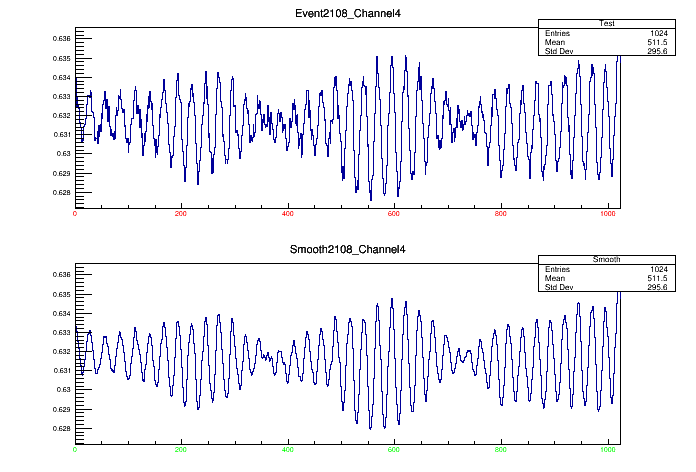 Event2108_Channel4
Test
Entries 1024
Mean 511.5
Std Dev 295.6
0.636
0.635
0.634
0.633
0.632
0.631
0.63
0.629
0.628
0 200 400 600 800 1000
Smooth2108_Channel4
Smooth
Entries 1024
Mean 511.5
Std Dev 295.6
0.636
0.635
0.634
0.633
0.632
0.631
0.63
0.629
0.628
0 200 400 600 800 1000